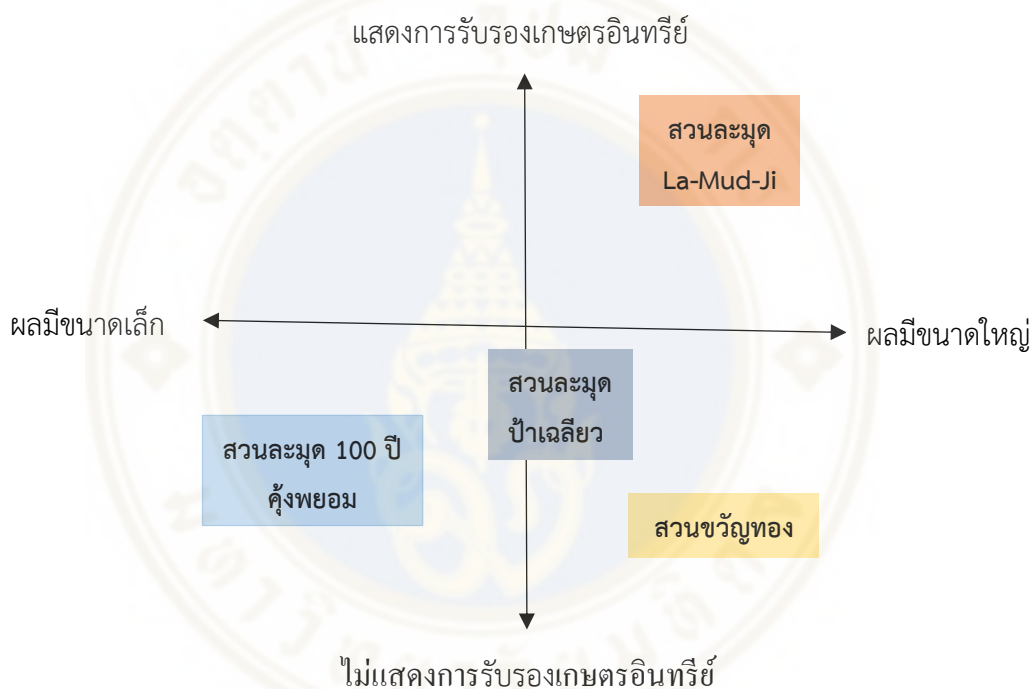 แสดงการรับรองเกษตรอินทรีย์
สวนละมุด
La-Mud-Ji
ผลมีขนาดเล็ก
ผลมีขนาดใหญ่
สวนละมุด
ป้าเฉลียว
สวนละมุด 100 ปี
คุ้งพยอม
สวนขวัญทอง
ไม่แสดงการรับรองเกษตรอินทรีย์